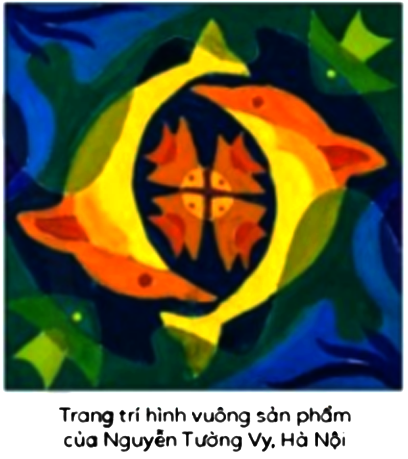 Trang trí hình vuông sản phẩm
của Nguyễn Tường Vy, Hà Nội